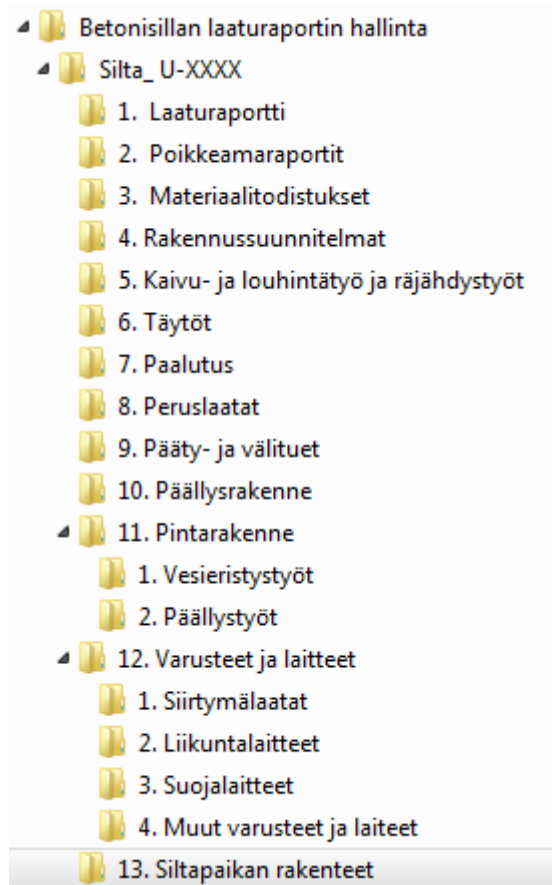 Betonisillan laaturaportin hallinta
Silta_ U-XXXX
1. Laaturaportti
2. Poikkeamaraportit
3. Materiaalitodistukset
4. Rakennussuunnitelmat
5. Kaivu- ja louhintätyö ja räjähdystyöt
6. Täytöt
7. Paalutus
8. Peruslaatat
9. Pääty- ja välituet
10. Päällysrakenne
11. Pintarakenne
1. Vesieristystyöt
2. Päällystyöt
12. Varusteet ja laitteet
1. Siirtymälaatat
2. Liikuntalaitteet
3. Suojalaitteet
4. Muut varusteet ja laiteet
13. Siltapaikan rakenteet